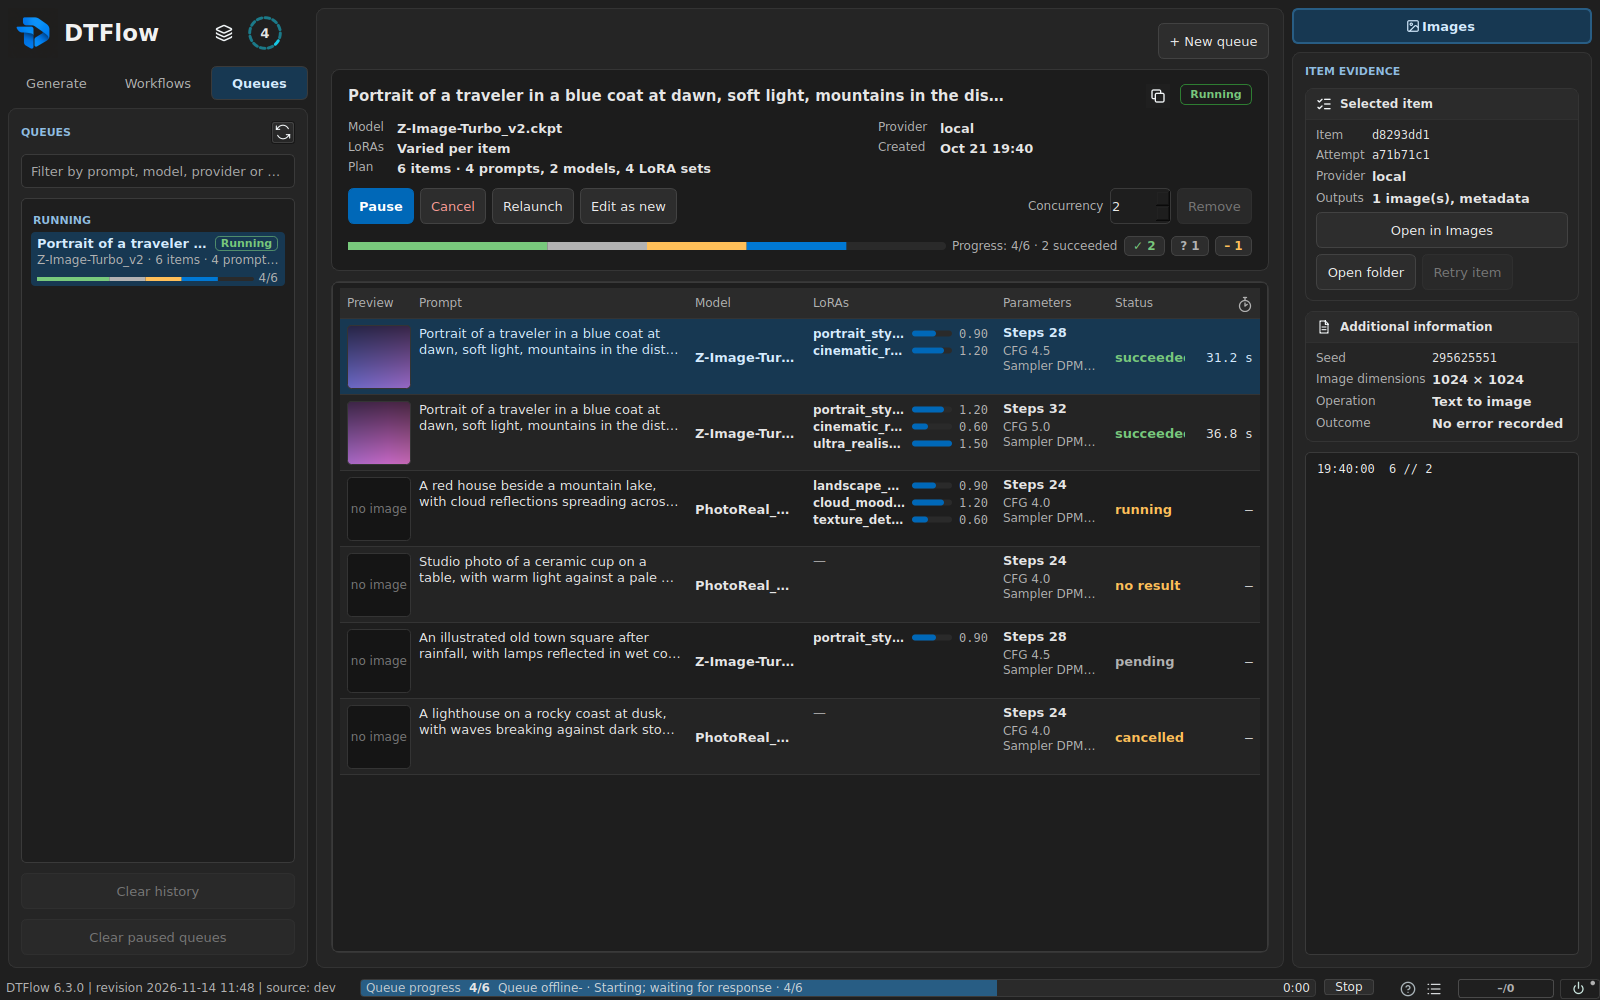 DTFlow
4
Generate
Workflows
Queues
QUEUES
Filter by prompt, model, provider or ...
RUNNING
Portrait of a traveler ... Running
Z-Image-Turbo_v2 · 6 items · 4 prompt...
4/6
Clear history
Clear paused queues
+ New queue
Portrait of a traveler in a blue coat at dawn, soft light, mountains in the dis...
Running
Model Z-Image-Turbo_v2.ckpt
Provider local
LoRAs Varied per item
Created Oct 21 19:40
Plan 6 items · 4 prompts, 2 models, 4 LoRA sets
Pause
Cancel
Relaunch
Edit as new
Concurrency 2
Remove
Progress: 4/6 · 2 succeeded
✓ 2
? 1
– 1
Preview Prompt Model LoRAs Parameters Status
Portrait of a traveler in a blue coat at
dawn, soft light, mountains in the dist...
Z-Image-Tur...
portrait_sty... 0.90
cinematic_r... 1.20
Steps 28
CFG 4.5
Sampler DPM...
succeede
31.2 s
Portrait of a traveler in a blue coat at
dawn, soft light, mountains in the dist...
Z-Image-Tur...
portrait_sty... 1.20
cinematic_r... 0.60
ultra_realis... 1.50
Steps 32
CFG 5.0
Sampler DPM...
succeede
36.8 s
no image
A red house beside a mountain lake,
with cloud reflections spreading acros...
PhotoReal_...
landscape_... 0.90
cloud_mood... 1.20
texture_det... 0.60
Steps 24
CFG 4.0
Sampler DPM...
running
–
no image
Studio photo of a ceramic cup on a
table, with warm light against a pale ...
PhotoReal_...
—
Steps 24
CFG 4.0
Sampler DPM...
no result
–
no image
An illustrated old town square after
rainfall, with lamps reflected in wet co...
Z-Image-Tur...
portrait_sty... 0.90
Steps 28
CFG 4.5
Sampler DPM...
pending
–
no image
A lighthouse on a rocky coast at dusk,
with waves breaking against dark sto...
PhotoReal_...
—
Steps 24
CFG 4.0
Sampler DPM...
cancelled
–
Images
ITEM EVIDENCE
Selected item
Item d8293dd1
Attempt a71b71c1
Provider local
Outputs 1 image(s), metadata
Open in Images
Open folder
Retry item
Additional information
Seed 295625551
Image dimensions 1024 × 1024
Operation Text to image
Outcome No error recorded
19:40:00 6 // 2
DTFlow 6.3.0 | revision 2026-11-14 11:48 | source: dev
Queue progress 4/6 Queue offline- · Starting; waiting for response · 4/6
0:00
Stop
–/0